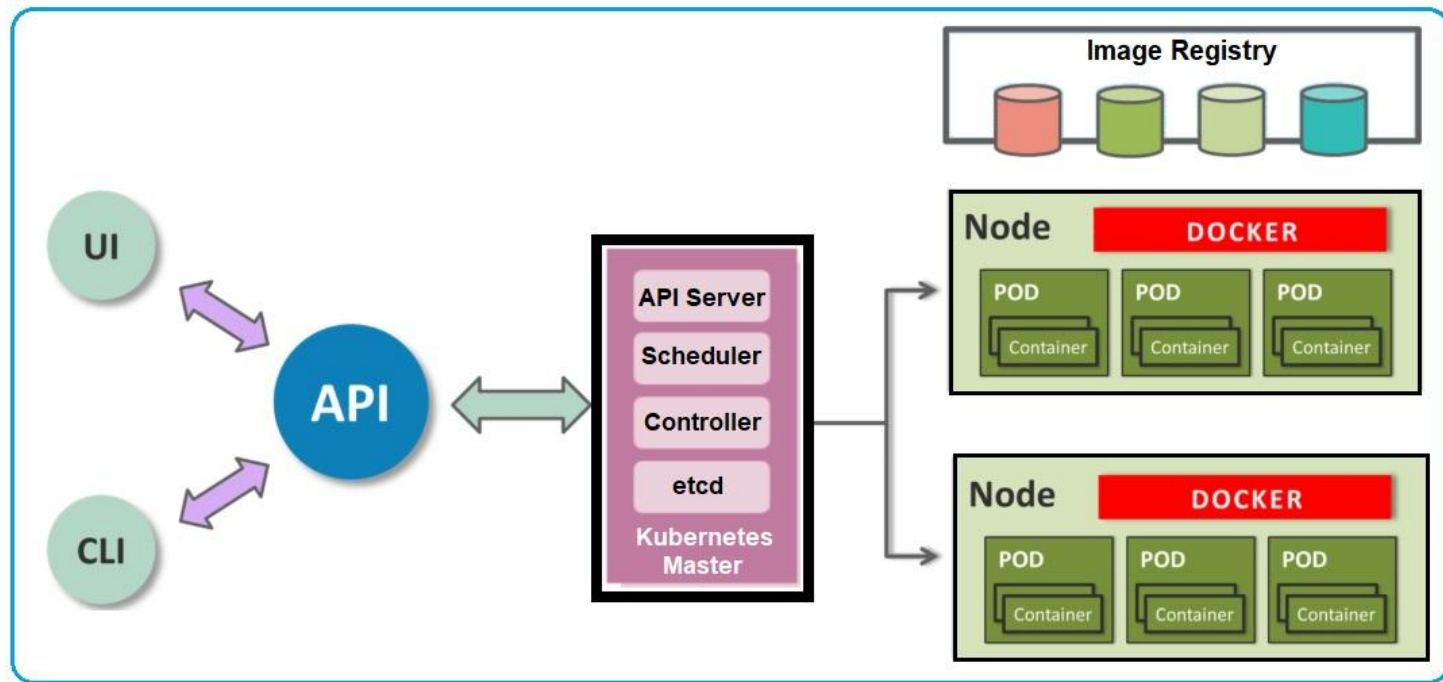 Image Registry
UI
CLI
API
API Server
Scheduler
Controller
etcd
Kubernetes
Master
Node
DOCKER
POD
Container
POD
Container
POD
Container
Node
DOCKER
POD
Container
POD
Container
POD
Container